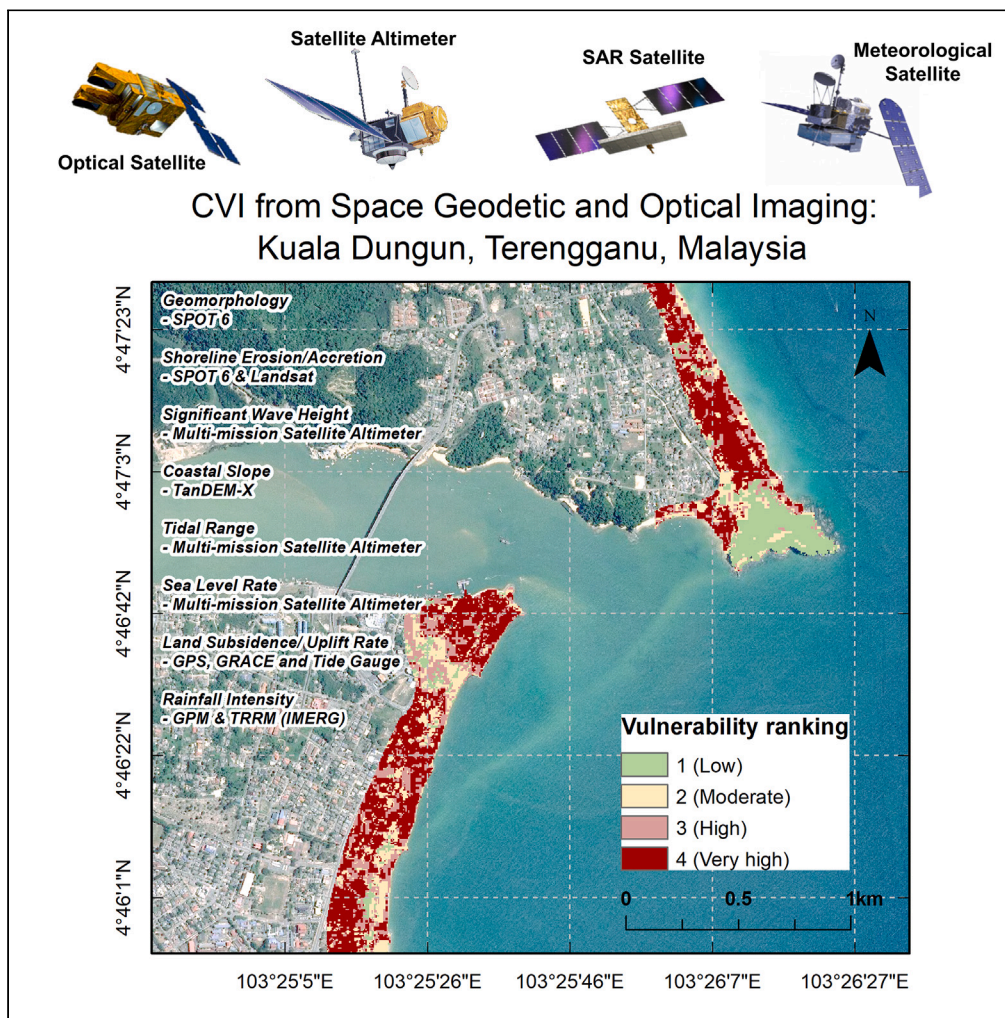 Satellite Altimeter
SAR Satellite
Meteorological
Satellite
Optical Satellite
CVI from Space Geodetic and Optical Imaging:
Kuala Dungun, Terengganu, Malaysia
Geomorphology
- SPOT 6
Shoreline Erosion/Accretion
- SPOT 6 & Landsat
Significant Wave Height
- Multi-mission Satellite Altimeter
Coastal Slope
- TanDEM-X
Tidal Range
- Multi-mission Satellite Altimeter
Sea Level Rate
- Multi-mission Satellite Altimeter
Land Subsidence/ Uplift Rate
- GPS, GRACE and Tide Gauge
Rainfall Intensity
- GPM & TRRM (IMERG)
N
4°47'23"N
4°47'3"N
4°46'42"N
4°46'22"N
4°46'1"N
Vulnerability ranking
1 (Low)
2 (Moderate)
3 (High)
4 (Very high)
0 0.5 1km
103°25'5"E 103°25'26"E 103°25'46"E 103°26'7"E 103°26'27"E